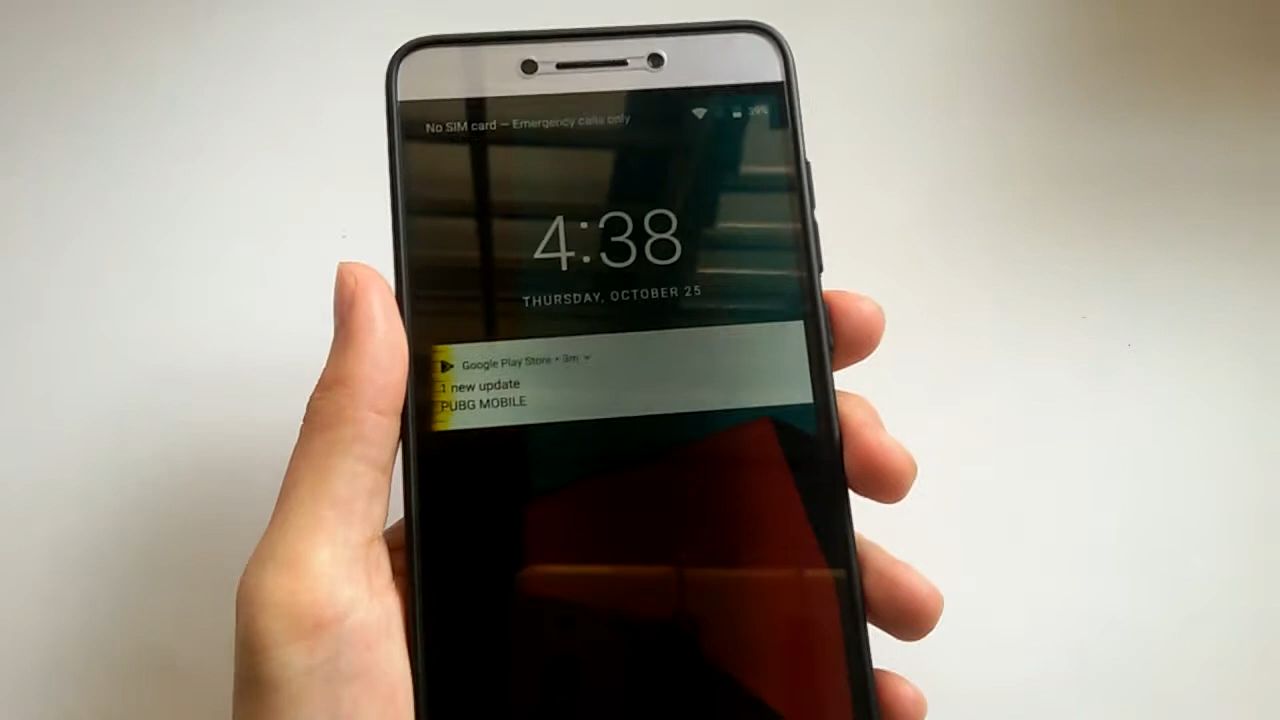 No SIM card — Emergency calls only 39%
4:38
THURSDAY, OCTOBER 25
Google Play Store • 3m
1 new update
PUBG MOBILE